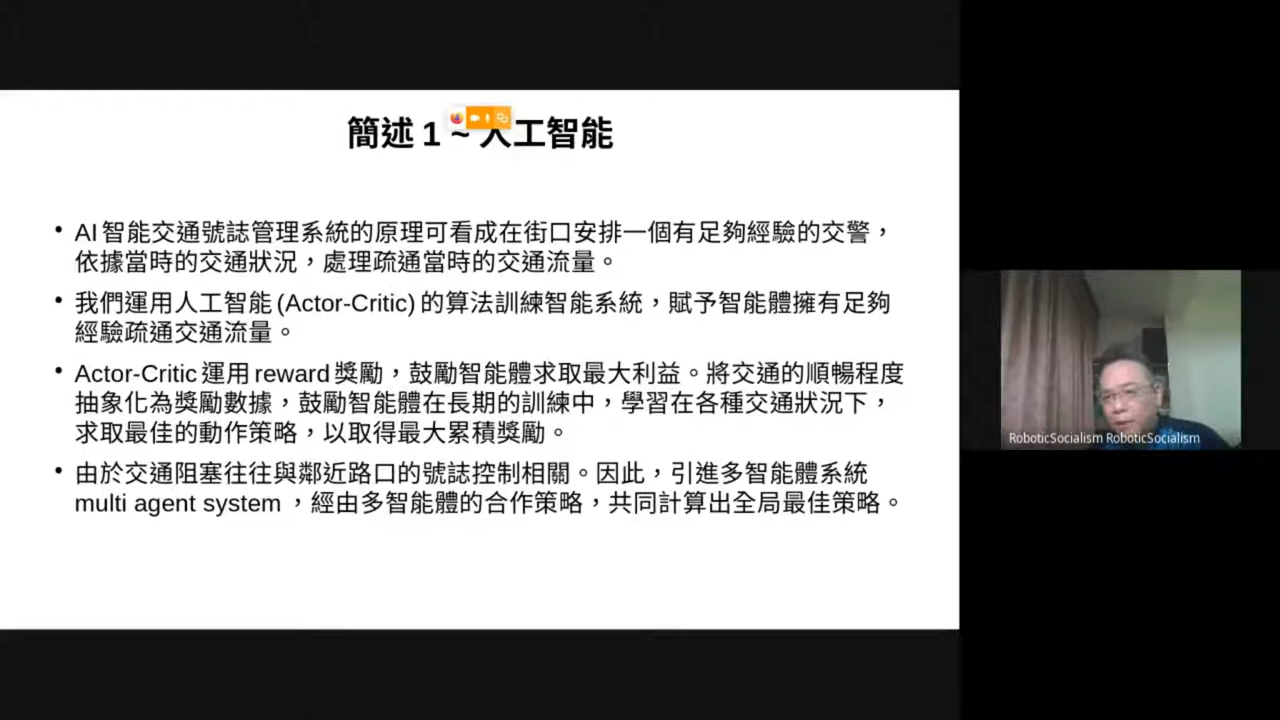 簡述 1 ~ 人工智能
• AI 智能交通號誌管理系統的原理可看成在街口安排一個有足夠經驗的交警，
依據當時的交通狀況，處理疏通當時的交通流量。
• 我們運用人工智能 (Actor-Critic) 的算法訓練智能系統，賦予智能體擁有足夠
經驗疏通交通流量。
• Actor-Critic 運用 reward 獎勵，鼓勵智能體求取最大利益。將交通的順暢程度
抽象化為獎勵數據，鼓勵智能體在長期的訓練中，學習在各種交通狀況下，
求取最佳的動作策略，以取得最大累積獎勵。
• 由於交通阻塞往往與鄰近路口的號誌控制相關。因此，引進多智能體系統
multi agent system ，經由多智能體的合作策略，共同計算出全局最佳策略。
RoboticSocialism RoboticSocialism